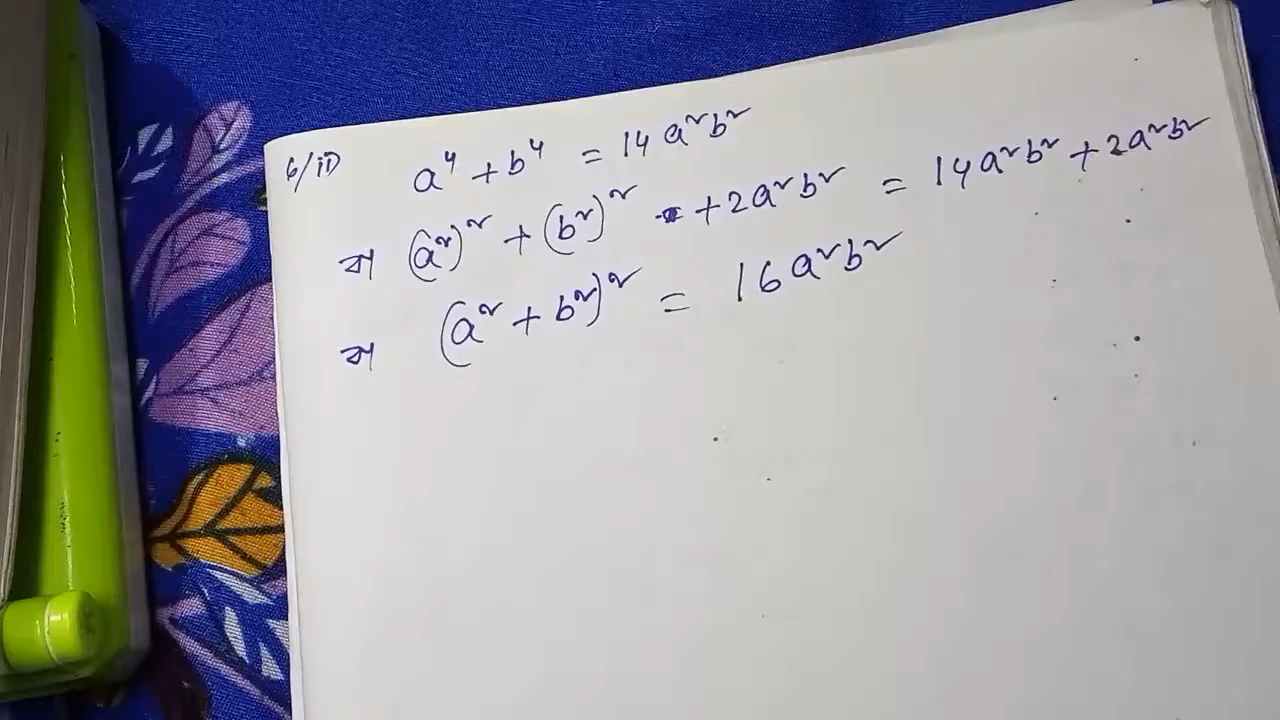 6/ii) a⁴ + b⁴ = 14a²b²
বা (a²)² + (b²)² + 2a²b² = 14a²b² + 2a²b²
বা (a² + b²)² = 16a²b²